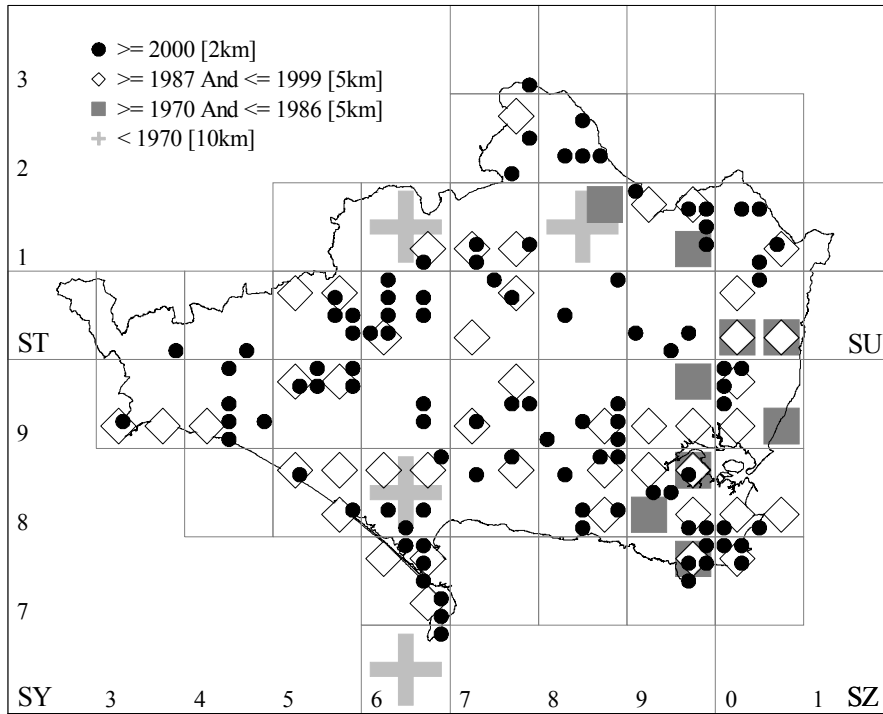 >= 2000 [2km]
>= 1987 And <= 1999 [5km]
>= 1970 And <= 1986 [5km]
< 1970 [10km]
3
2
1
ST
SU
9
8
7
SY 3 4 5 6 7 8 9 0 1 SZ